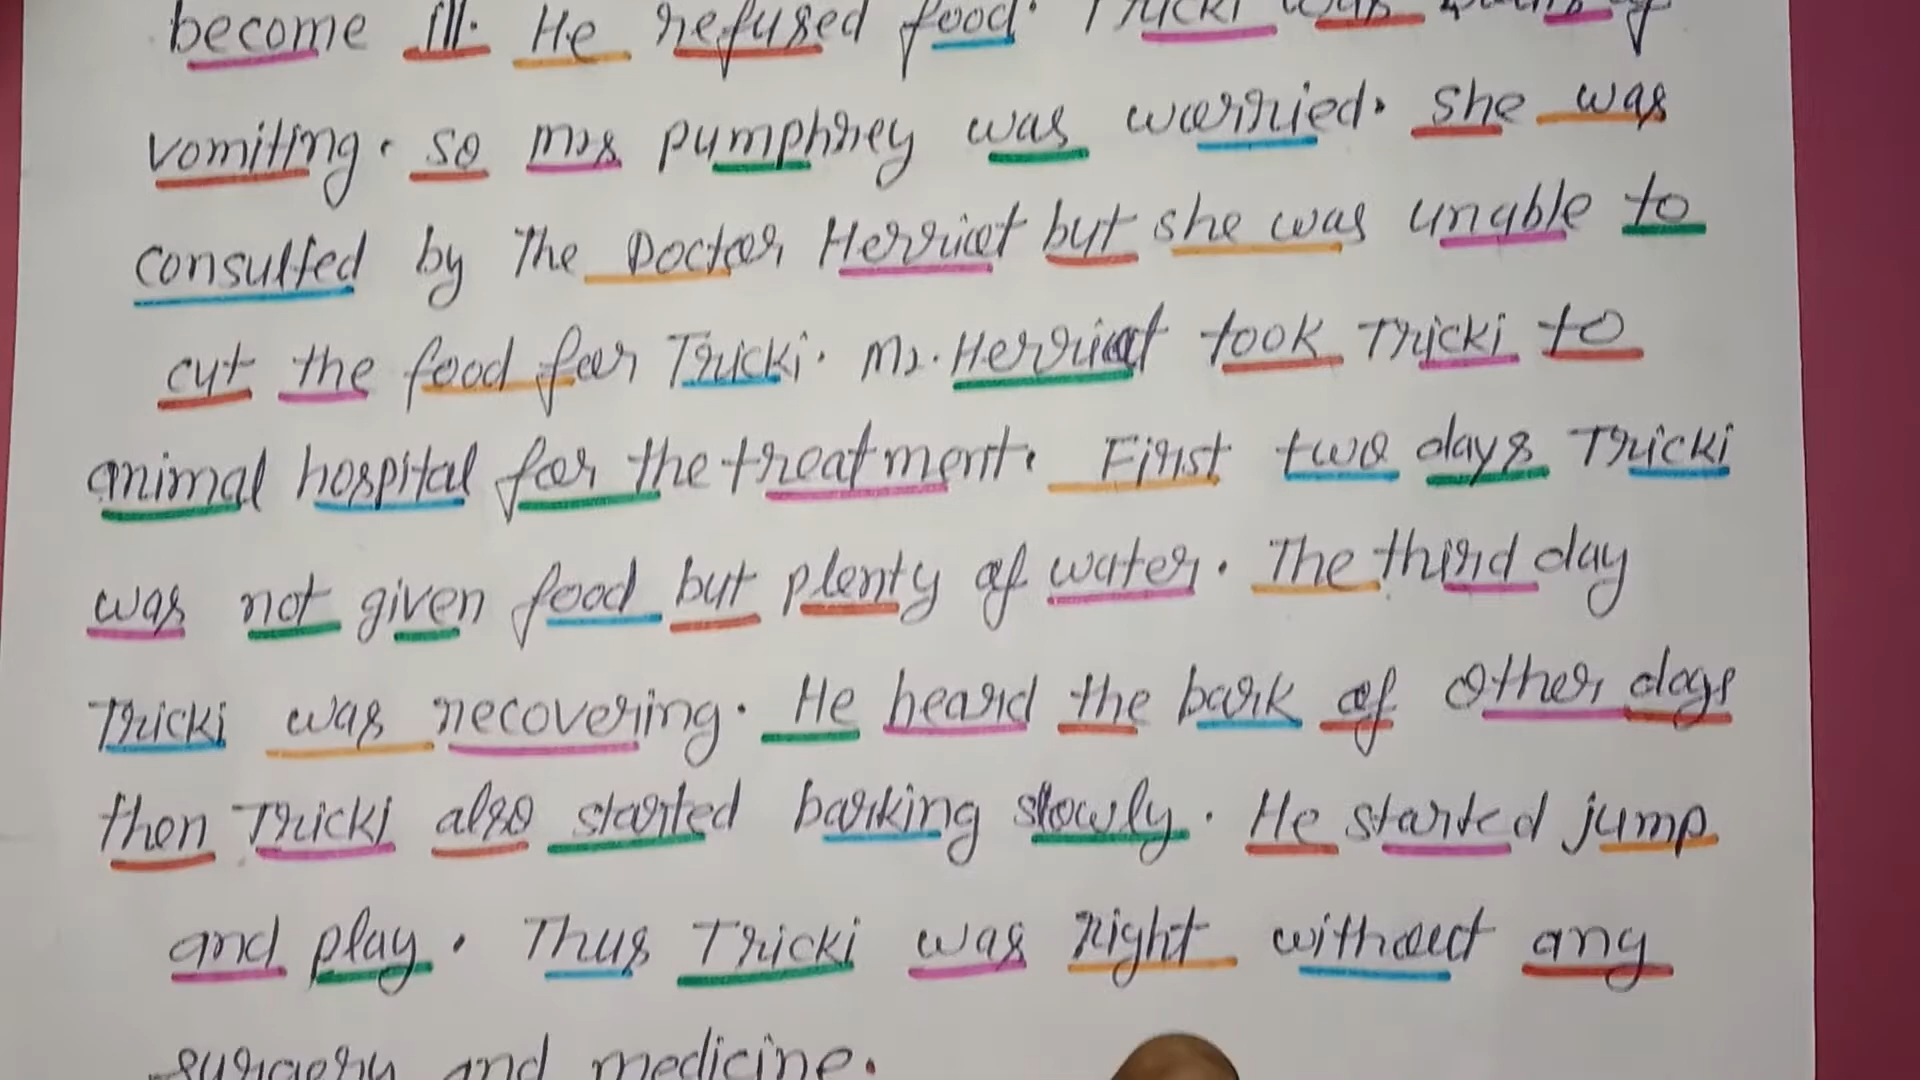 become ill. He refused food. Tricki was
vomiting. so mrs pumphrey was worried. she was
consulted by The Doctor Herriot but she was unable to
cut the food for Tricki. Mr. Herriot took Tricki to
animal hospital for the treatment. First two days Tricki
was not given food but plenty of water. The third day
Tricki was recovering. He heard the bark of other dogs
then Tricki also started barking slowly. He started jump
and play. Thus Tricki was right without any
surgery and medicine.